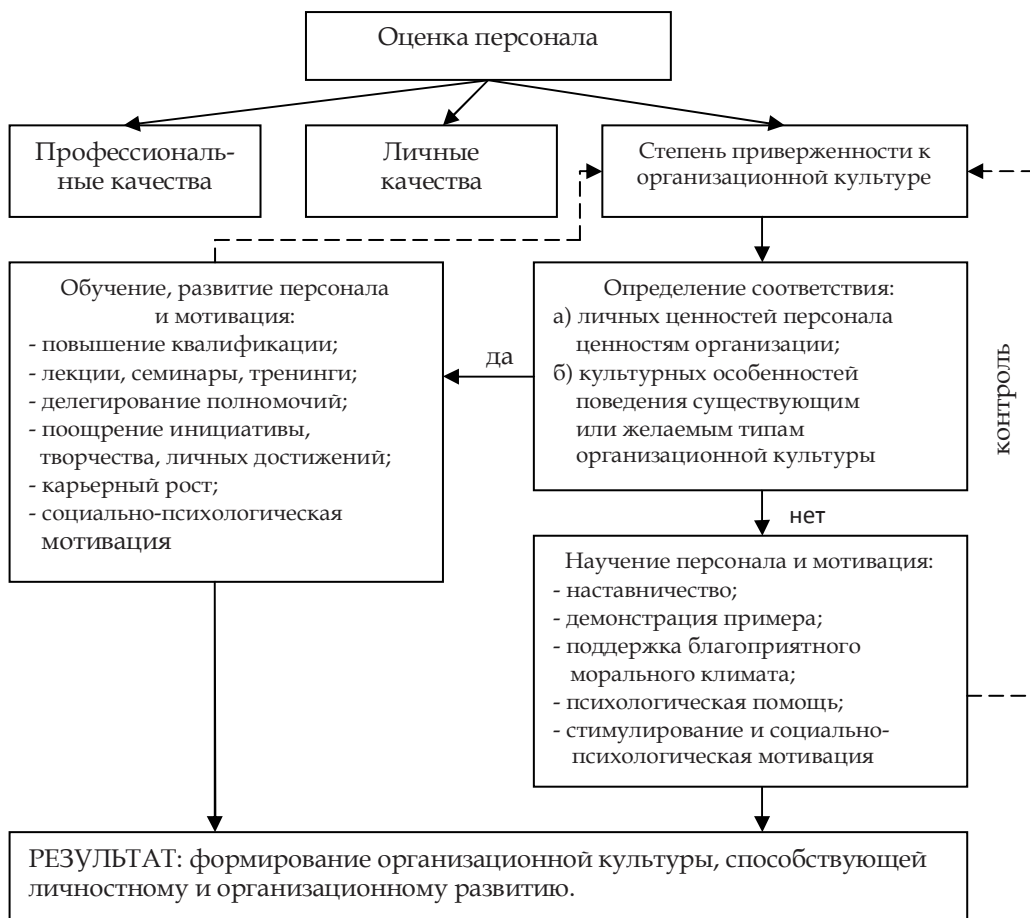 Оценка персонала
Профессиональ-
ные качества
Личные
качества
Степень приверженности к
организационной культуре
Обучение, развитие персонала
и мотивация:
- повышение квалификации;
- лекции, семинары, тренинги;
- делегирование полномочий;
- поощрение инициативы,
творчества, личных достижений;
- карьерный рост;
- социально-психологическая
мотивация
да
Определение соответствия:
а) личных ценностей персонала
ценностям организации;
б) культурных особенностей
поведения существующим
или желаемым типам
организационной культуры
контроль
нет
Научение персонала и мотивация:
- наставничество;
- демонстрация примера;
- поддержка благоприятного
морального климата;
- психологическая помощь;
- стимулирование и социально-
психологическая мотивация
РЕЗУЛЬТАТ: формирование организационной культуры, способствующей
личностному и организационному развитию.